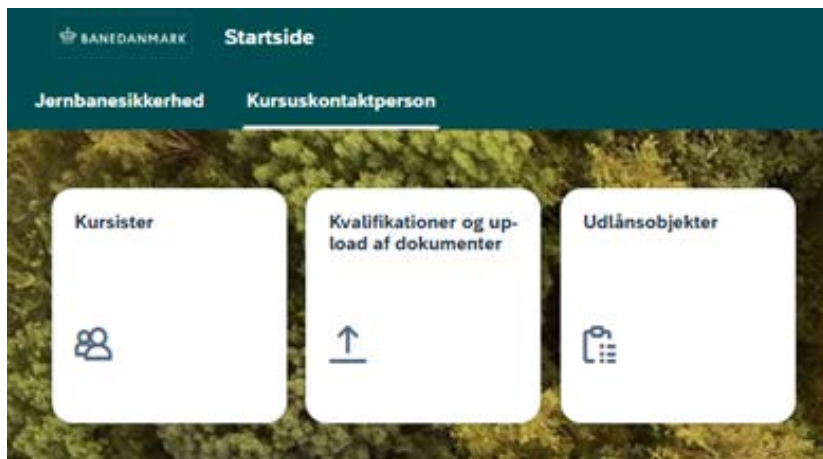 BANEDANMARK Startside
Jernbanesikkerhed Kursuskontaktperson
Kursister
Kvalifikationer og up-
load af dokumenter
Udlånsobjekter